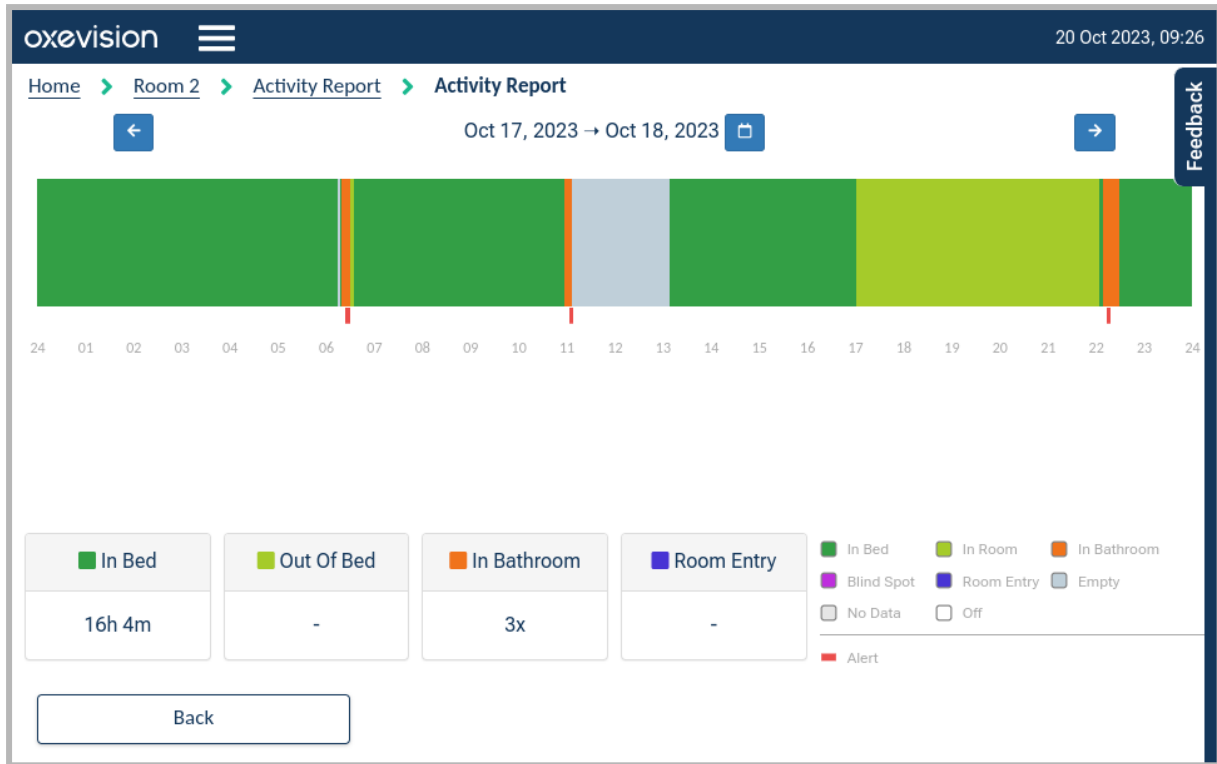 oxevision
20 Oct 2023, 09:26
Home Room 2 Activity Report Activity Report
Feedback
Oct 17, 2023 → Oct 18, 2023
24 01 02 03 04 05 06 07 08 09 10 11 12 13 14 15 16 17 18 19 20 21 22 23 24
In Bed
16h 4m
Out Of Bed
-
In Bathroom
3x
Room Entry
-
In Bed In Room In Bathroom
Blind Spot Room Entry Empty
No Data Off
Alert
Back